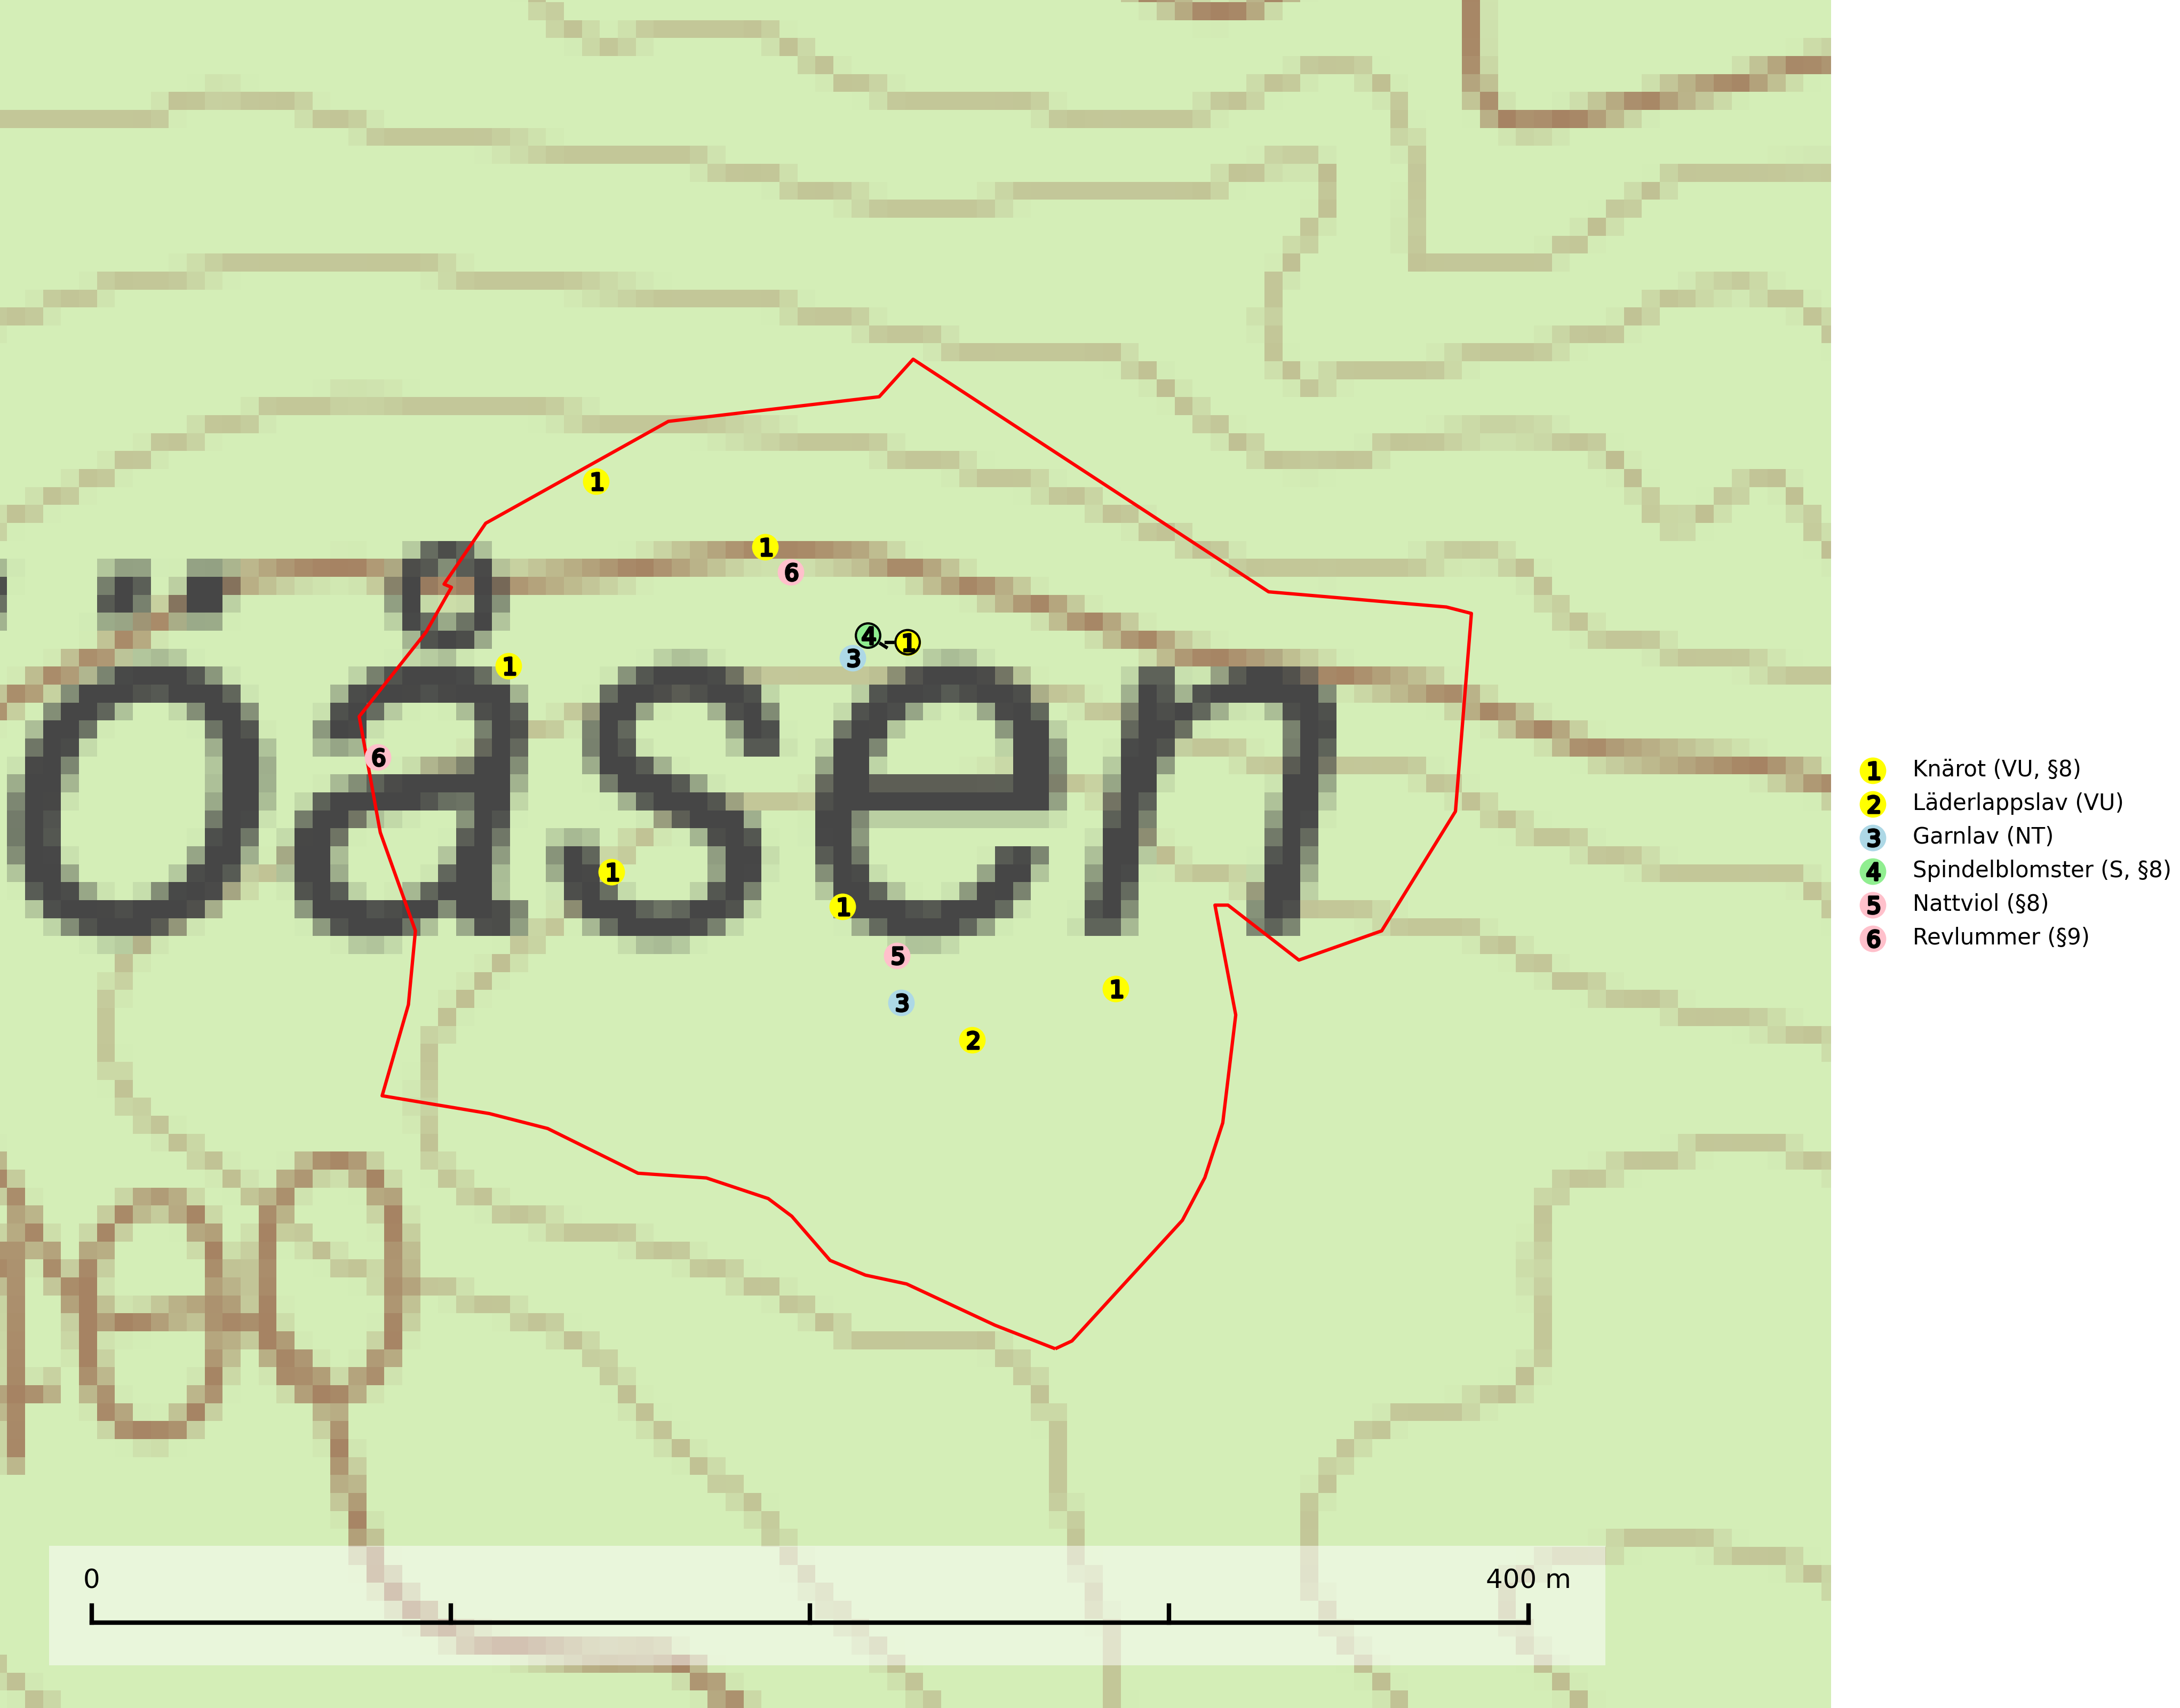 1
1
6
4 1
3
1
öåsen
6
1
1
5
1
3
2
0
400 m
1 Knärot (VU, §8)
2 Läderlappslav (VU)
3 Garnlav (NT)
4 Spindelblomster (S, §8)
5 Nattviol (§8)
6 Revlummer (§9)